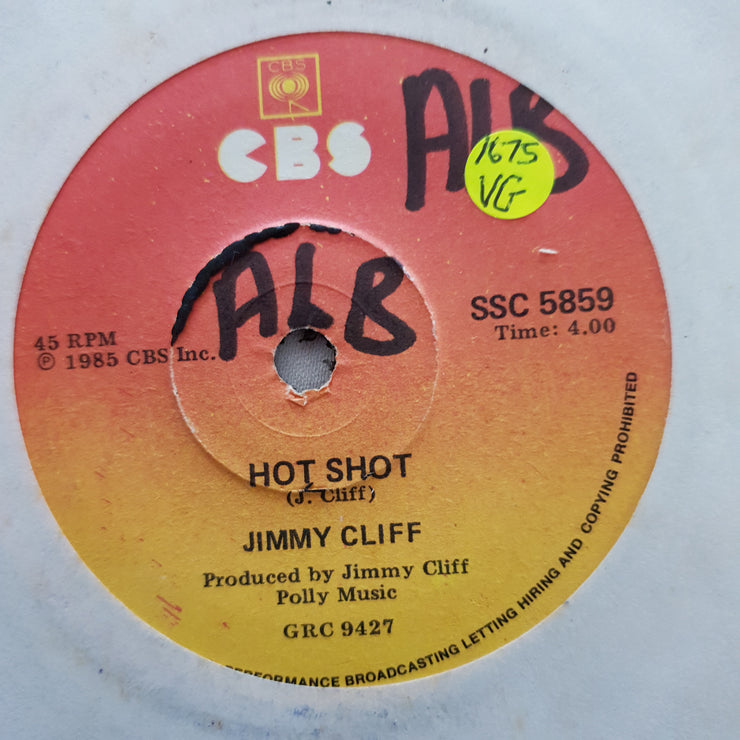 CBS
CBS
ALB
1675
VG
ALB
SSC 5859
Time: 4.00
45 RPM
℗ 1985 CBS Inc.
HOT SHOT
(J. Cliff)
JIMMY CLIFF
Produced by Jimmy Cliff
Polly Music
GRC 9427
PERFORMANCE BROADCASTING LETTING HIRING AND COPYING PROHIBITED